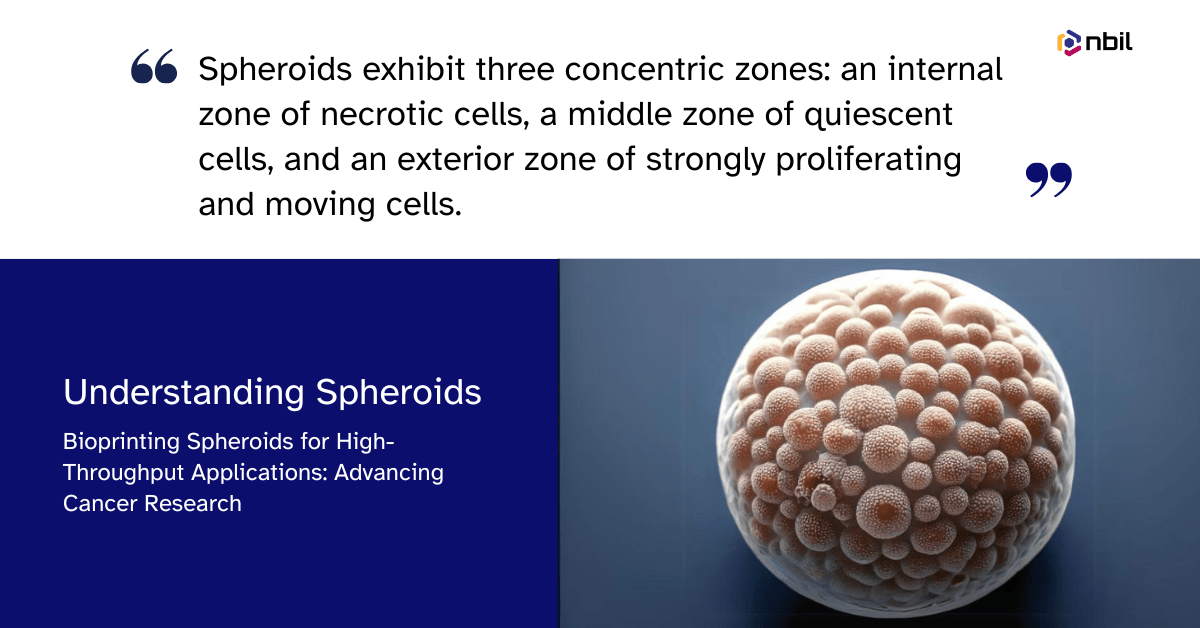 nbil
“Spheroids exhibit three concentric zones: an internal
zone of necrotic cells, a middle zone of quiescent
cells, and an exterior zone of strongly proliferating
and moving cells.”
Understanding Spheroids
Bioprinting Spheroids for High-
Throughput Applications: Advancing
Cancer Research